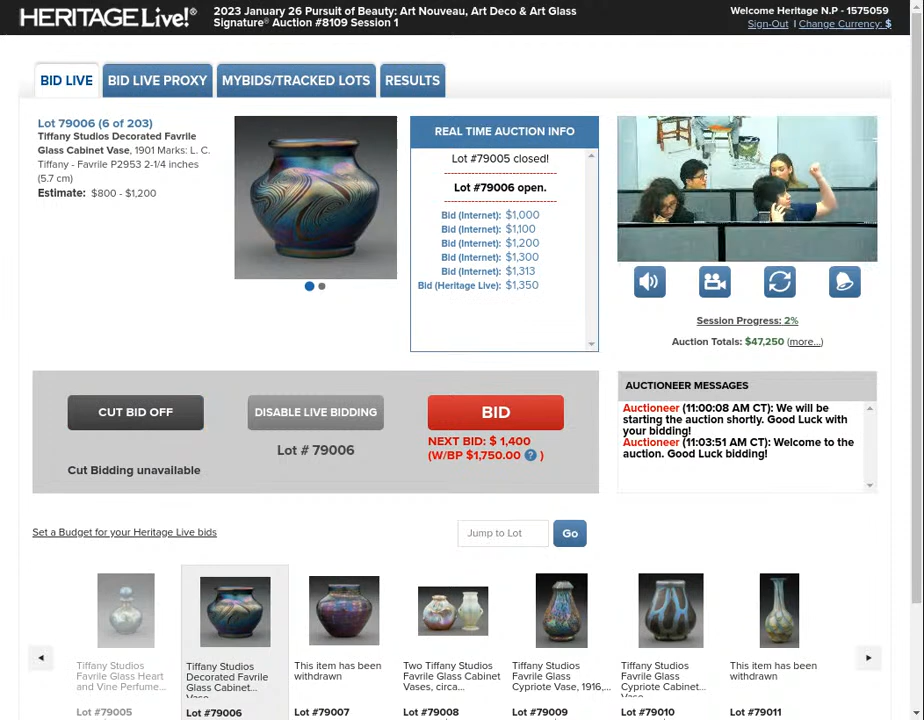 HERITAGE Live!®
2023 January 26 Pursuit of Beauty: Art Nouveau, Art Deco & Art Glass
Signature® Auction #8109 Session 1
Welcome Heritage N.P - 1575059
Sign-Out | Change Currency: $
BID LIVE
BID LIVE PROXY
MYBIDS/TRACKED LOTS
RESULTS
Lot 79006 (6 of 203)
Tiffany Studios Decorated Favrile
Glass Cabinet Vase, 1901 Marks: L. C.
Tiffany - Favrile P2953 2-1/4 inches
(5.7 cm)
Estimate: $800 - $1,200
REAL TIME AUCTION INFO
Lot #79005 closed!
Lot #79006 open.
Bid (Internet): $1,000
Bid (Internet): $1,100
Bid (Internet): $1,200
Bid (Internet): $1,300
Bid (Internet): $1,313
Bid (Heritage Live): $1,350
Session Progress: 2%
Auction Totals: $47,250 (more...)
CUT BID OFF
DISABLE LIVE BIDDING
BID
NEXT BID: $ 1,400
(W/BP $1,750.00 ? )
Lot # 79006
Cut Bidding unavailable
AUCTIONEER MESSAGES
Auctioneer (11:00:08 AM CT): We will be
starting the auction shortly. Good Luck with
your bidding!
Auctioneer (11:03:51 AM CT): Welcome to the
auction. Good Luck bidding!
Set a Budget for your Heritage Live bids
Jump to Lot
Go
Tiffany Studios
Favrile Glass Heart
and Vine Perfume...
Lot #79005
Tiffany Studios
Decorated Favrile
Glass Cabinet...
Vase
Lot #79006
This item has been
withdrawn
Lot #79007
Two Tiffany Studios
Favrile Glass Cabinet
Vases, circa...
Lot #79008
Tiffany Studios
Favrile Glass
Cypriote Vase, 1916,...
Lot #79009
Tiffany Studios
Favrile Glass
Cypriote Cabinet...
Vase
Lot #79010
This item has been
withdrawn
Lot #79011